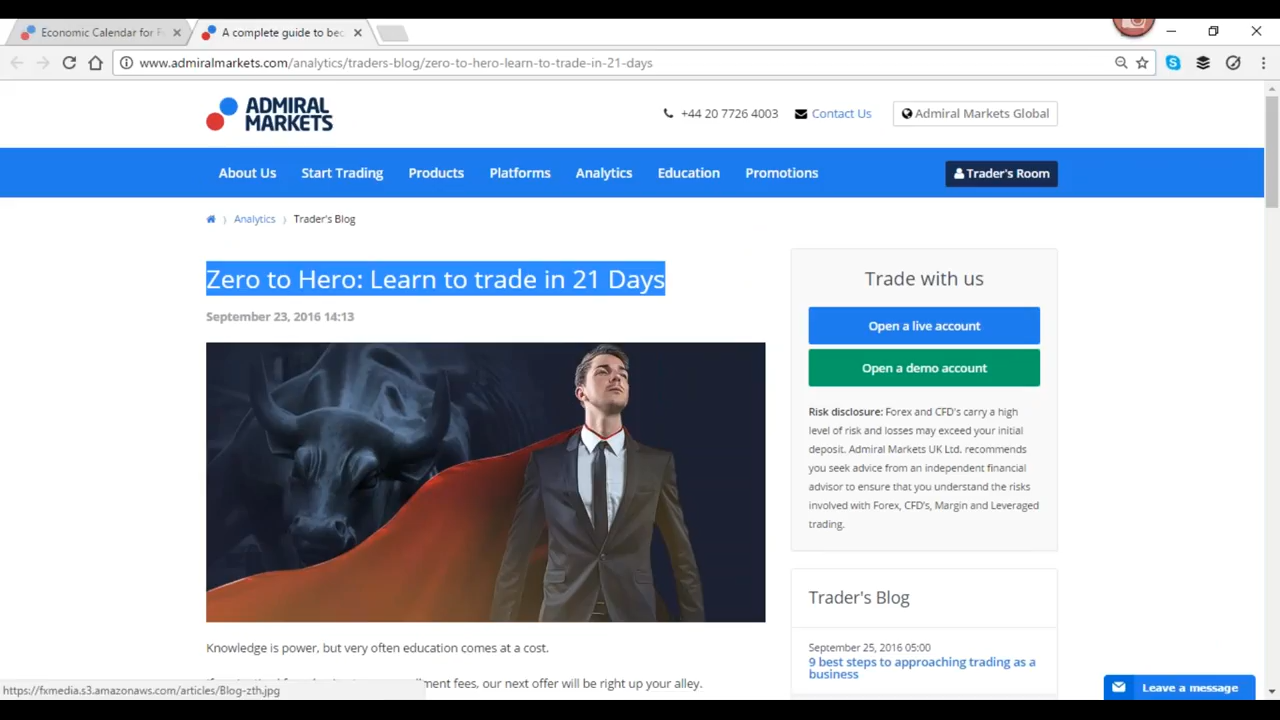 Economic Calendar for F
A complete guide to bec
www.admiralmarkets.com/analytics/traders-blog/zero-to-hero-learn-to-trade-in-21-days
ADMIRAL
MARKETS
+44 20 7726 4003
Contact Us
Admiral Markets Global
About Us
Start Trading
Products
Platforms
Analytics
Education
Promotions
Trader's Room
Analytics
Trader's Blog
Zero to Hero: Learn to trade in 21 Days
September 23, 2016 14:13
Knowledge is power, but very often education comes at a cost.
fees, our next offer will be right up your alley.
Trade with us
Open a live account
Open a demo account
Risk disclosure: Forex and CFD's carry a high
level of risk and losses may exceed your initial
deposit. Admiral Markets UK Ltd. recommends
you seek advice from an independent financial
advisor to ensure that you understand the risks
involved with Forex, CFD's, Margin and Leveraged
trading.
Trader's Blog
September 25, 2016 05:00
9 best steps to approaching trading as a
business
https://fxmedia.s3.amazonaws.com/articles/Blog-zth.jpg
Leave a message